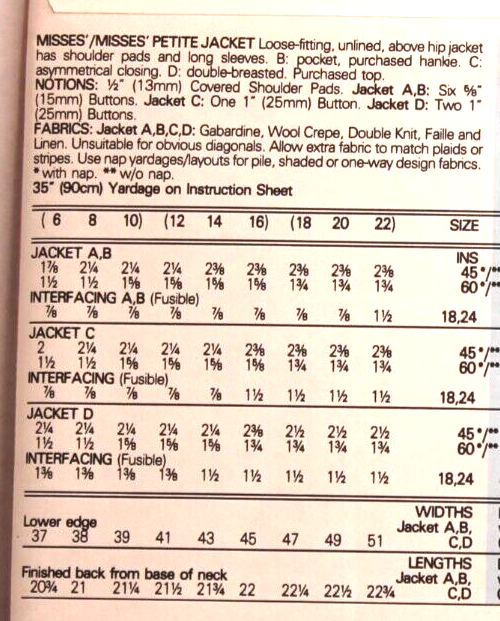 MISSES'/MISSES' PETITE JACKET Loose-fitting, unlined, above hip jacket
has shoulder pads and long sleeves. B: pocket, purchased hankie. C:
asymmetrical closing. D: double-breasted. Purchased top.
NOTIONS: ½" (13mm) Covered Shoulder Pads. Jacket A,B: Six ⅝"
(15mm) Buttons. Jacket C: One 1" (25mm) Button. Jacket D: Two 1"
(25mm) Buttons.
FABRICS: Jacket A,B,C,D: Gabardine, Wool Crepe, Double Knit, Faille and
Linen. Unsuitable for obvious diagonals. Allow extra fabric to match plaids or
stripes. Use nap yardages/layouts for pile, shaded or one-way design fabrics.
*with nap. ** w/o nap.
35" (90cm) Yardage on Instruction Sheet
( 6 8 10) (12 14 16) (18 20 22) SIZE
JACKET A,B INS
1⅞ 2¼ 2¼ 2¼ 2⅜ 2⅜ 2⅜ 2⅜ 2⅜ 45*/**
1½ 1½ 1⅝ 1⅝ 1⅝ 1⅝ 1¾ 1¾ 1¾ 60*/**
INTERFACING A,B (Fusible)
⅞ ⅞ ⅞ ⅞ ⅞ ⅞ ⅞ ⅞ 1½ 18,24
JACKET C
2 2¼ 2¼ 2¼ 2¼ 2⅜ 2⅜ 2⅜ 2⅜ 45*/**
1½ 1½ 1⅝ 1⅝ 1⅝ 1¾ 1¾ 1¾ 1¾ 60*/**
INTERFACING (Fusible)
⅞ ⅞ ⅞ ⅞ ⅞ 1½ 1½ 1½ 1½ 18,24
JACKET D
2¼ 2¼ 2¼ 2¼ 2¼ 2⅜ 2½ 2½ 2½ 45*/**
1½ 1½ 1⅝ 1⅝ 1¾ 1¾ 1¾ 1¾ 1¾ 60*/**
INTERFACING (Fusible)
1⅜ 1⅜ 1⅜ 1⅜ 1½ 1½ 1½ 1½ 1½ 18,24
WIDTHS
Lower edge Jacket A,B,
37 38 39 41 43 45 47 49 51 C,D
LENGTHS
Finished back from base of neck Jacket A,B,
20¾ 21 21¼ 21½ 21¾ 22 22¼ 22½ 22¾ C,D